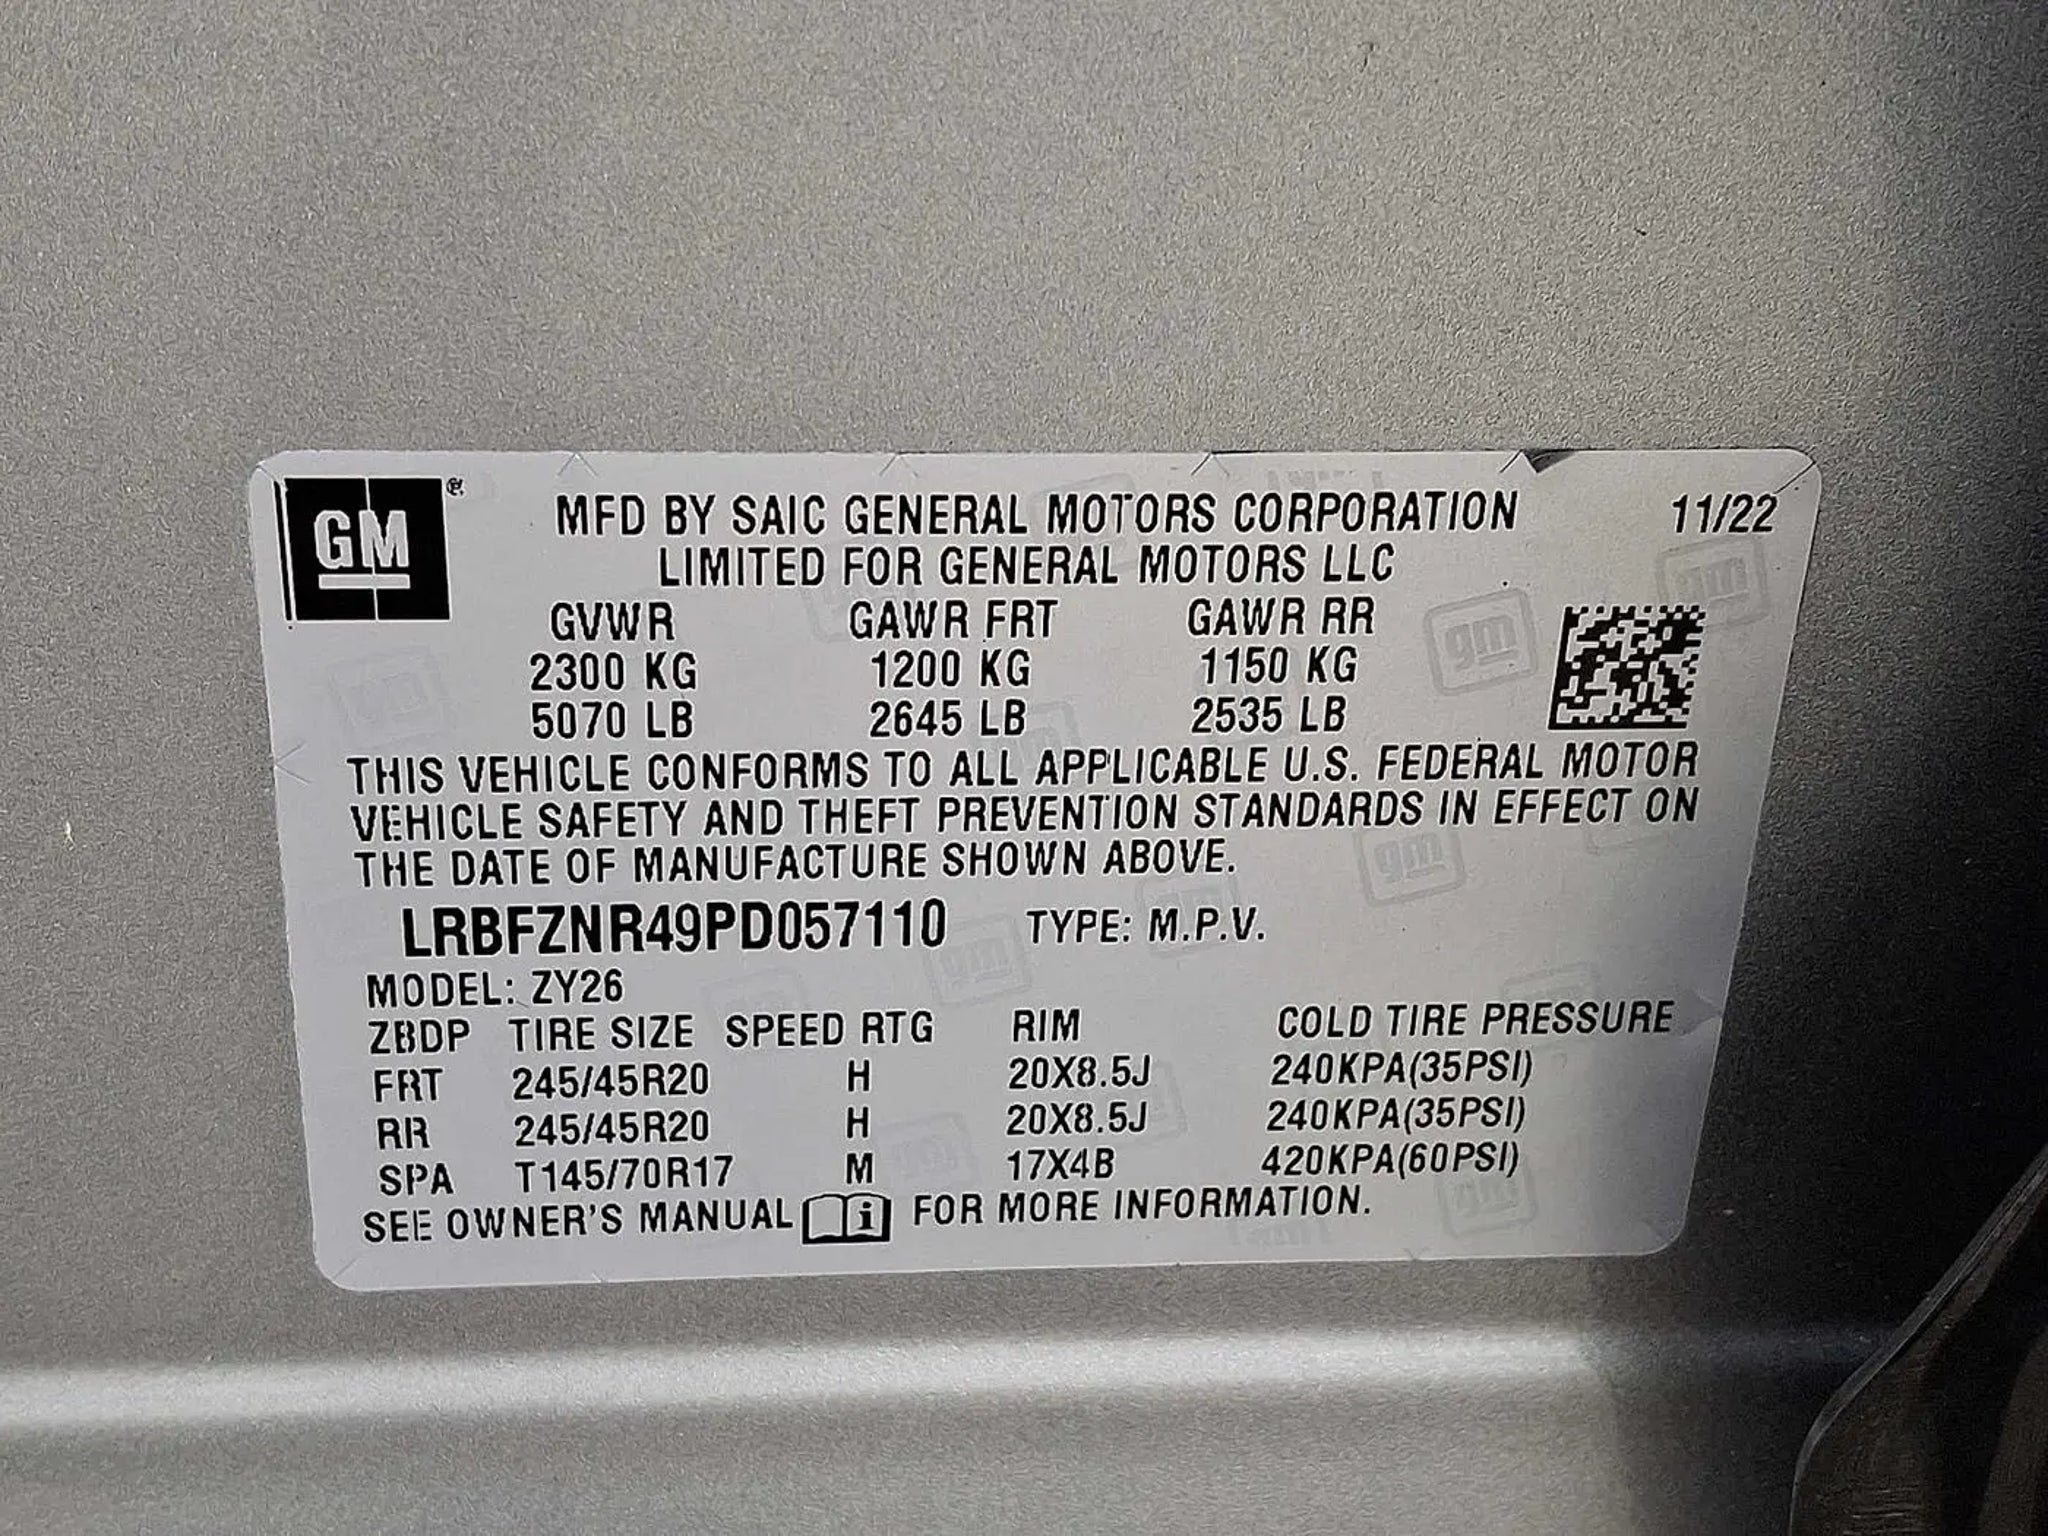 GM ®
MFD BY SAIC GENERAL MOTORS CORPORATION 11/22
LIMITED FOR GENERAL MOTORS LLC
GVWR GAWR FRT GAWR RR
2300 KG 1200 KG 1150 KG
5070 LB 2645 LB 2535 LB
THIS VEHICLE CONFORMS TO ALL APPLICABLE U.S. FEDERAL MOTOR
VEHICLE SAFETY AND THEFT PREVENTION STANDARDS IN EFFECT ON
THE DATE OF MANUFACTURE SHOWN ABOVE.
LRBFZNR49PD057110 TYPE: M.P.V.
MODEL: ZY26
ZBDP TIRE SIZE SPEED RTG RIM COLD TIRE PRESSURE
FRT 245/45R20 H 20X8.5J 240KPA(35PSI)
RR 245/45R20 H 20X8.5J 240KPA(35PSI)
SPA T145/70R17 M 17X4B 420KPA(60PSI)
SEE OWNER'S MANUAL i FOR MORE INFORMATION.